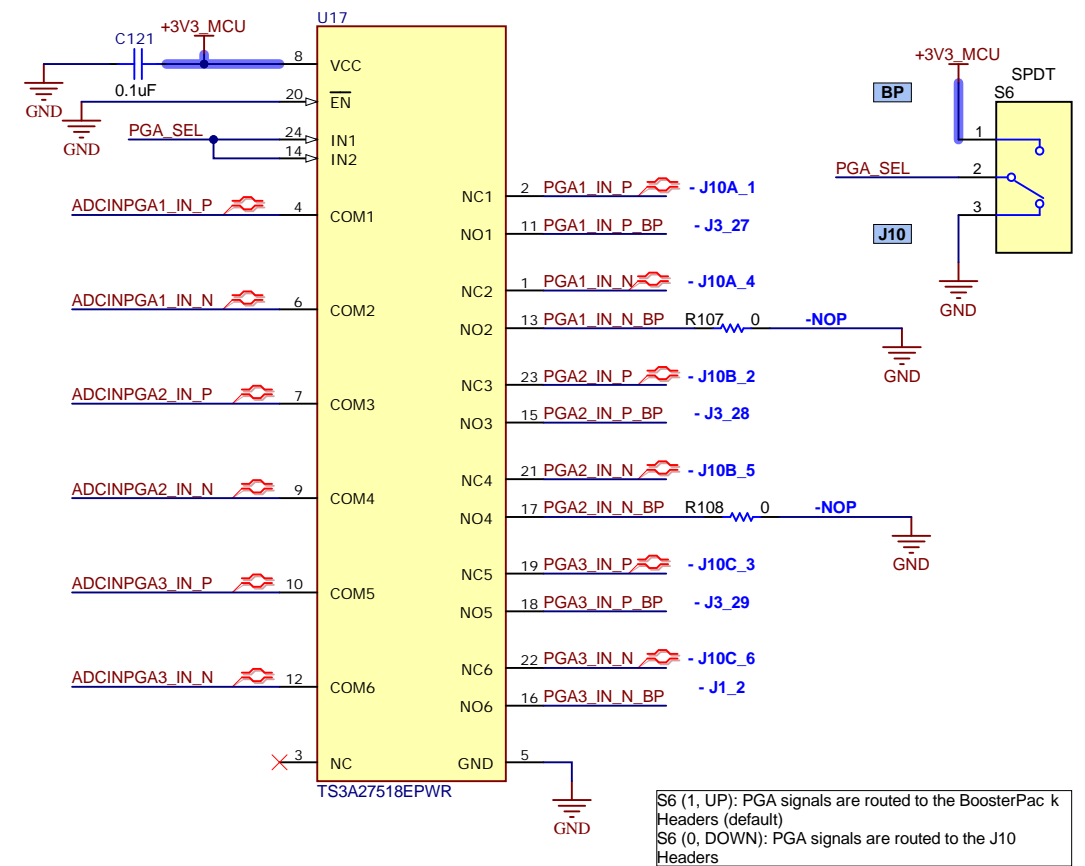 U17
+3V3_MCU
C121
0.1uF
GND
GND
8 VCC
20 EN
PGA_SEL 24 IN1
14 IN2
ADCINPGA1_IN_P 4 COM1
ADCINPGA1_IN_N 6 COM2
ADCINPGA2_IN_P 7 COM3
ADCINPGA2_IN_N 9 COM4
ADCINPGA3_IN_P 10 COM5
ADCINPGA3_IN_N 12 COM6
3 NC
NC1 2 PGA1_IN_P - J10A_1
NO1 11 PGA1_IN_P_BP - J3_27
NC2 1 PGA1_IN_N - J10A_4
NO2 13 PGA1_IN_N_BP R107 0 -NOP
GND
NC3 23 PGA2_IN_P - J10B_2
NO3 15 PGA2_IN_P_BP - J3_28
NC4 21 PGA2_IN_N - J10B_5
NO4 17 PGA2_IN_N_BP R108 0 -NOP
GND
NC5 19 PGA3_IN_P - J10C_3
NO5 18 PGA3_IN_P_BP - J3_29
NC6 22 PGA3_IN_N - J10C_6
- J1_2
NO6 16 PGA3_IN_N_BP
GND 5
GND
TS3A27518EPWR
+3V3_MCU
SPDT
S6
BP
1
PGA_SEL 2
3
J10
GND
S6 (1, UP): PGA signals are routed to the BoosterPac k
Headers (default)
S6 (0, DOWN): PGA signals are routed to the J10
Headers